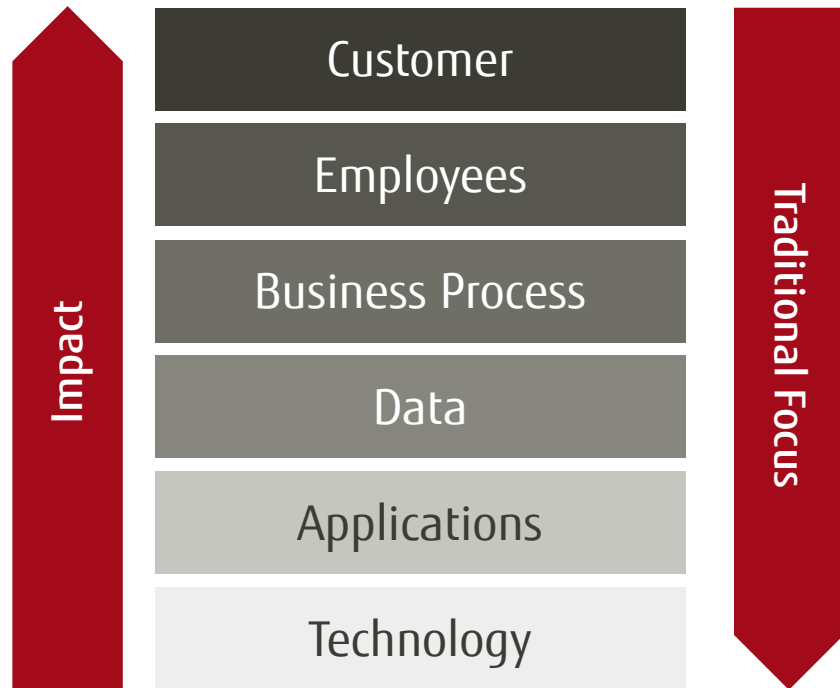 Customer
Employees
Business Process
Data
Applications
Technology
Impact
Traditional Focus